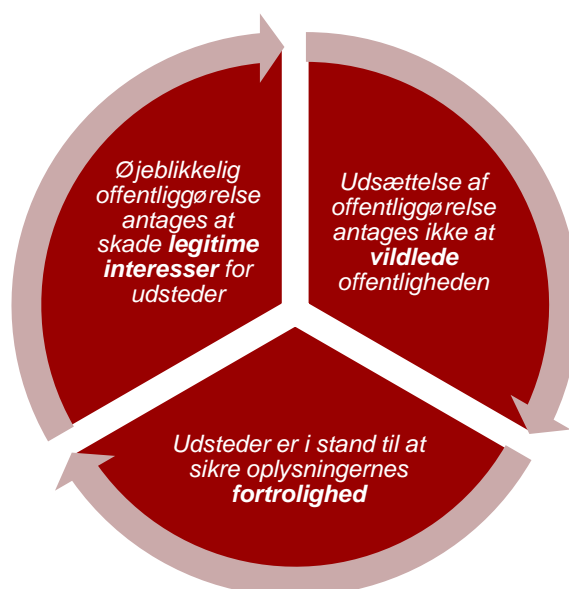 Øjeblikkelig
offentliggørelse
antages at
skade legitime
interesser for
udsteder
Udsættelse af
offentliggørelse
antages ikke at
vildlede
offentligheden
Udsteder er i stand til at
sikre oplysningernes
fortrolighed